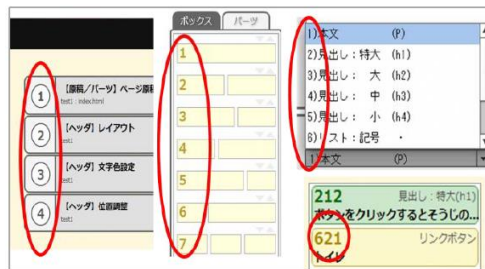 1
【原稿／パーツ】ページ原稿
test1 : index.html
2
【ヘッダ】レイアウト
test1
3
【ヘッダ】文字色設定
test1
4
【ヘッダ】位置調整
test1
ボックス パーツ
1
2
3
4
5
6
7
1)本文 (P)
2)見出し：特大 (h1)
3)見出し： 大 (h2)
4)見出し： 中 (h3)
5)見出し： 小 (h4)
6)リスト：記号 ・
1)本文 (P)
212 見出し：特大(h1)
ボタンをクリックするとそうじの...
621 リンクボタン
トイレ